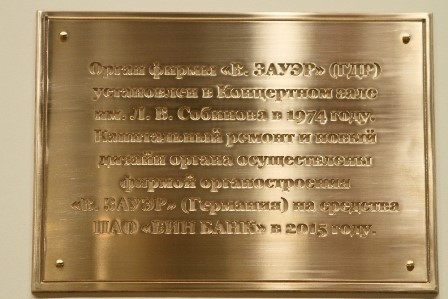 Орган фирмы «В. ЗАУЭР» (ГДР)
установлен в Концертном зале
им. Л. В. Собинова в 1974 году.
Капитальный ремонт и новый
дизайн органа осуществлены
фирмой органостроения
«В. ЗАУЭР» (Германия) на средства
ПАО «БИН БАНК» в 2015 году.